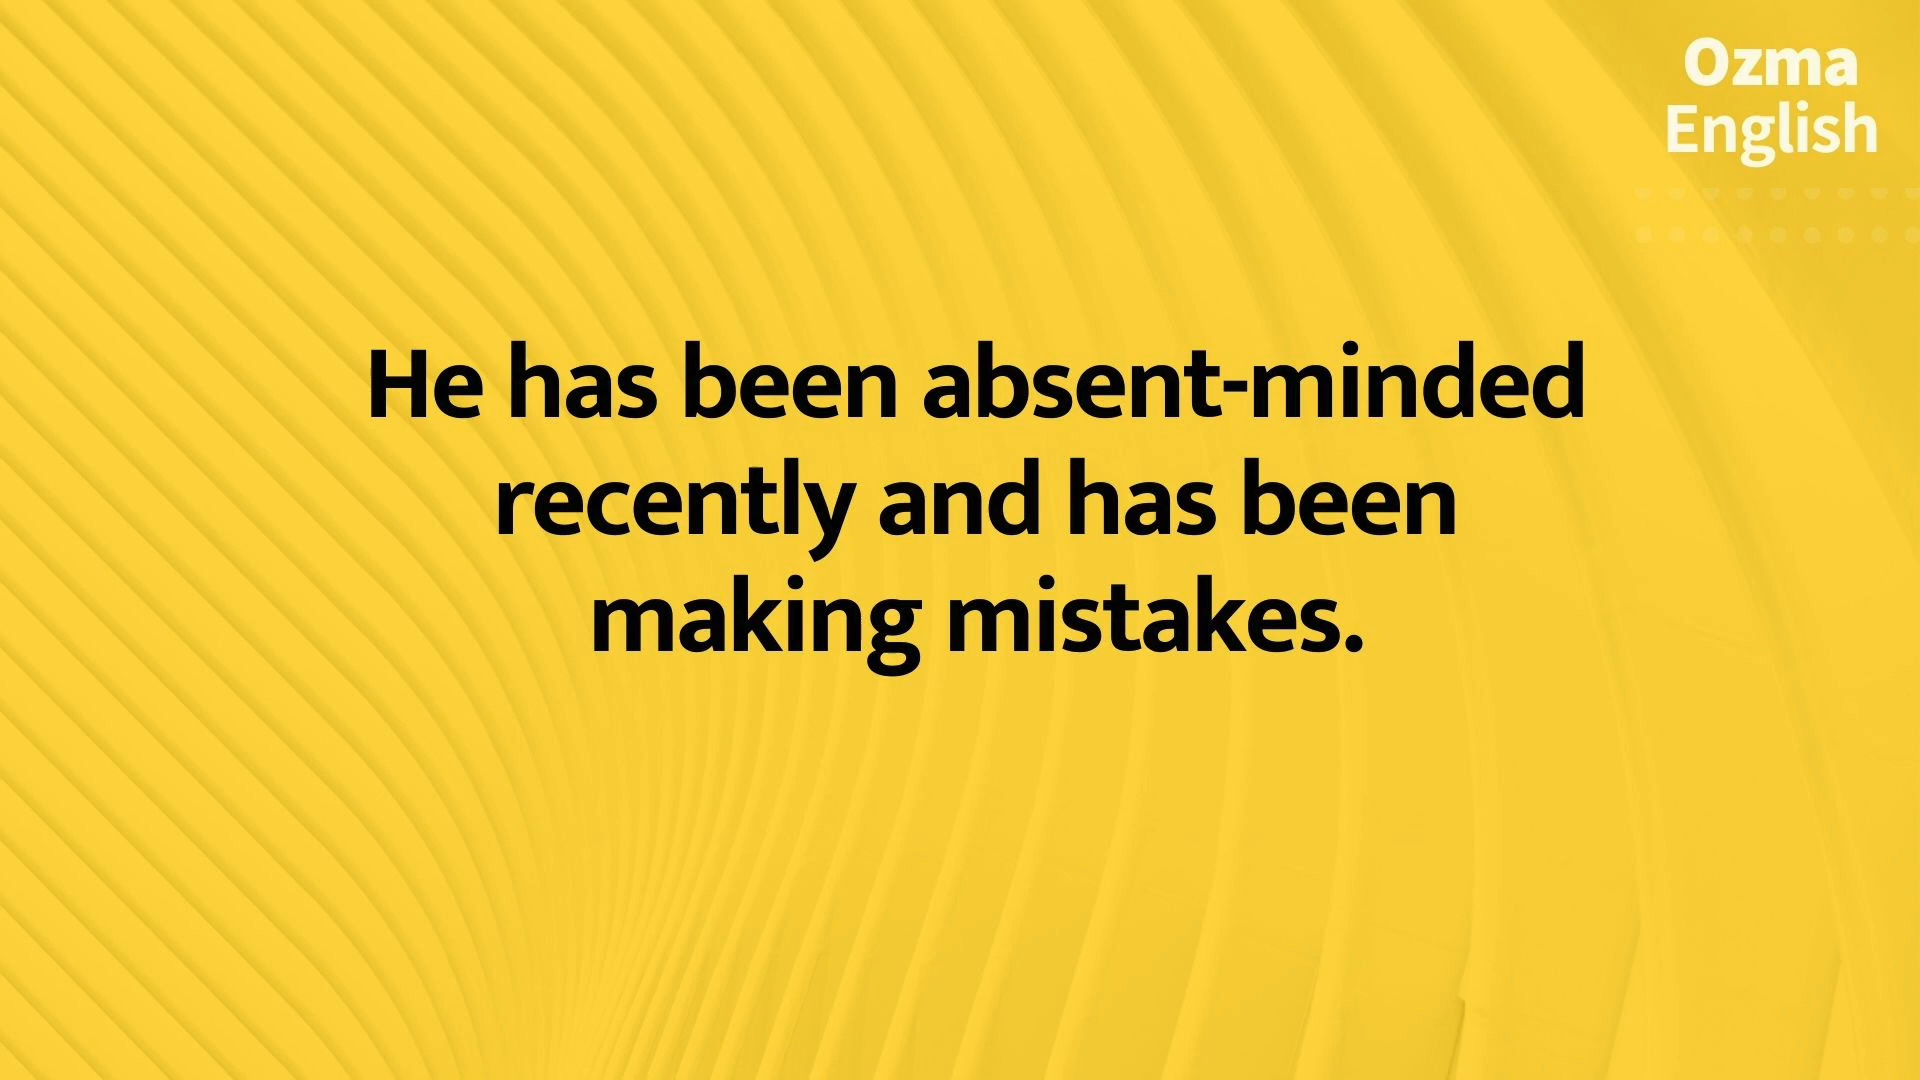 Ozma
English
He has been absent-minded
recently and has been
making mistakes.